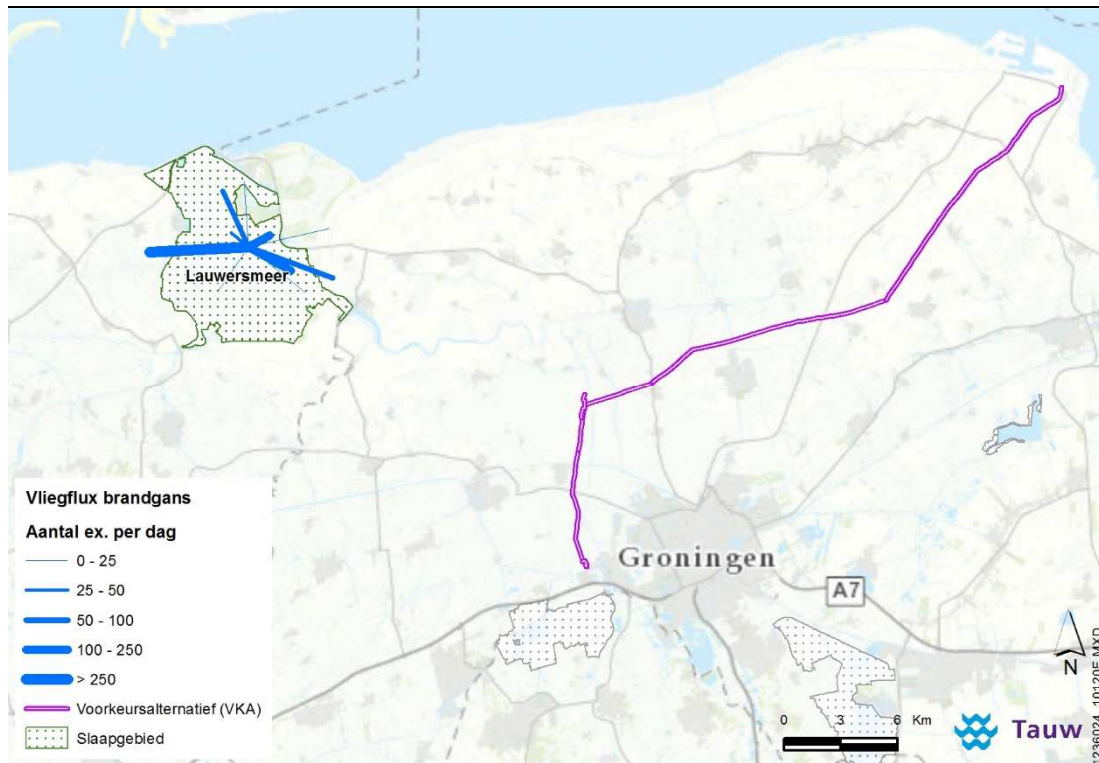 Lauwersmeer
Groningen
A7
Vliegflux brandgans
Aantal ex. per dag
0 - 25
25 - 50
50 - 100
100 - 250
> 250
Voorkeursalternatief (VKA)
Slaapgebied
0 3 6 Km
N
Tauw
1236024_101205_MXD